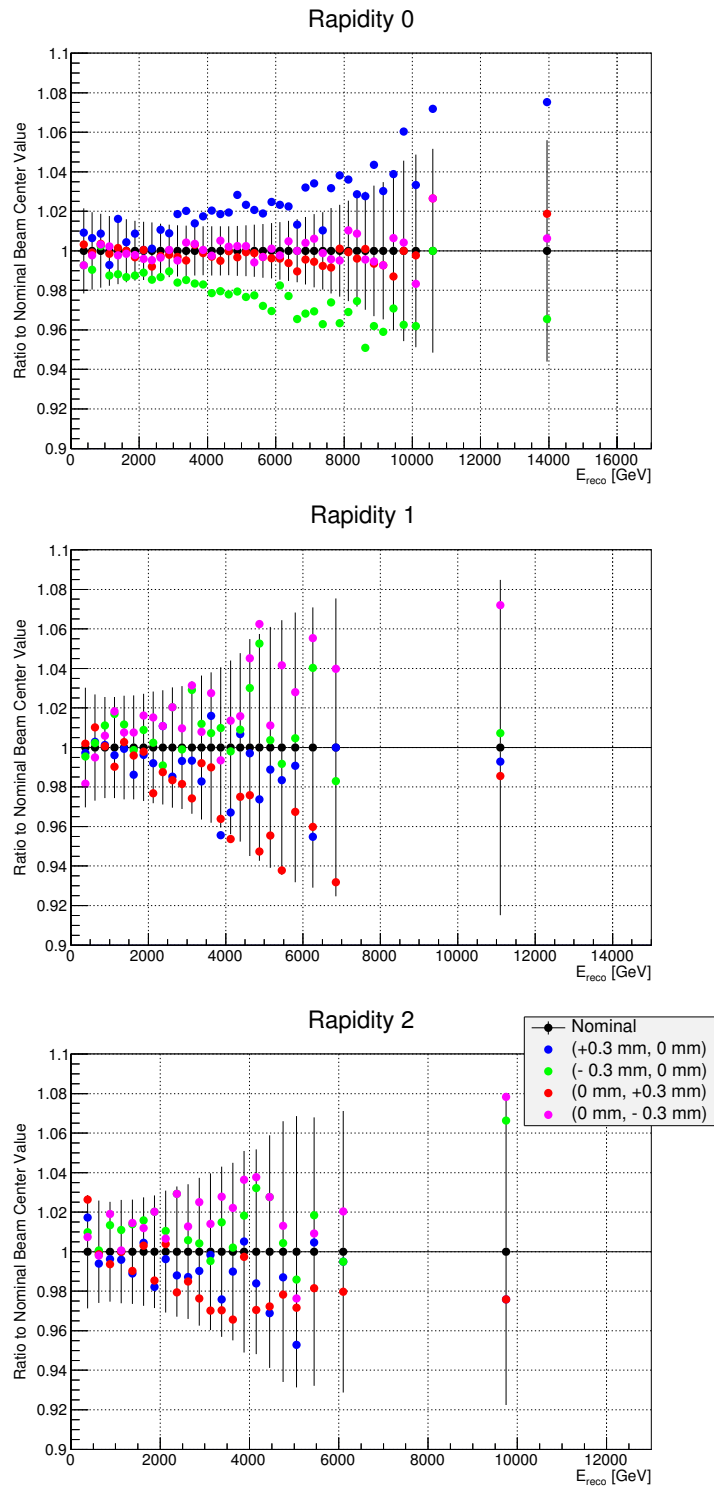 Rapidity 0
Ratio to Nominal Beam Center Value
1.1
1.08
1.06
1.04
1.02
1
0.98
0.96
0.94
0.92
0.9
0 2000 4000 6000 8000 10000 12000 14000 16000
E_reco [GeV]
Rapidity 1
Ratio to Nominal Beam Center Value
1.1
1.08
1.06
1.04
1.02
1
0.98
0.96
0.94
0.92
0.9
0 2000 4000 6000 8000 10000 12000 14000
E_reco [GeV]
Rapidity 2
Nominal
(+0.3 mm, 0 mm)
(- 0.3 mm, 0 mm)
(0 mm, +0.3 mm)
(0 mm, - 0.3 mm)
Ratio to Nominal Beam Center Value
1.1
1.08
1.06
1.04
1.02
1
0.98
0.96
0.94
0.92
0.9
0 2000 4000 6000 8000 10000 12000
E_reco [GeV]